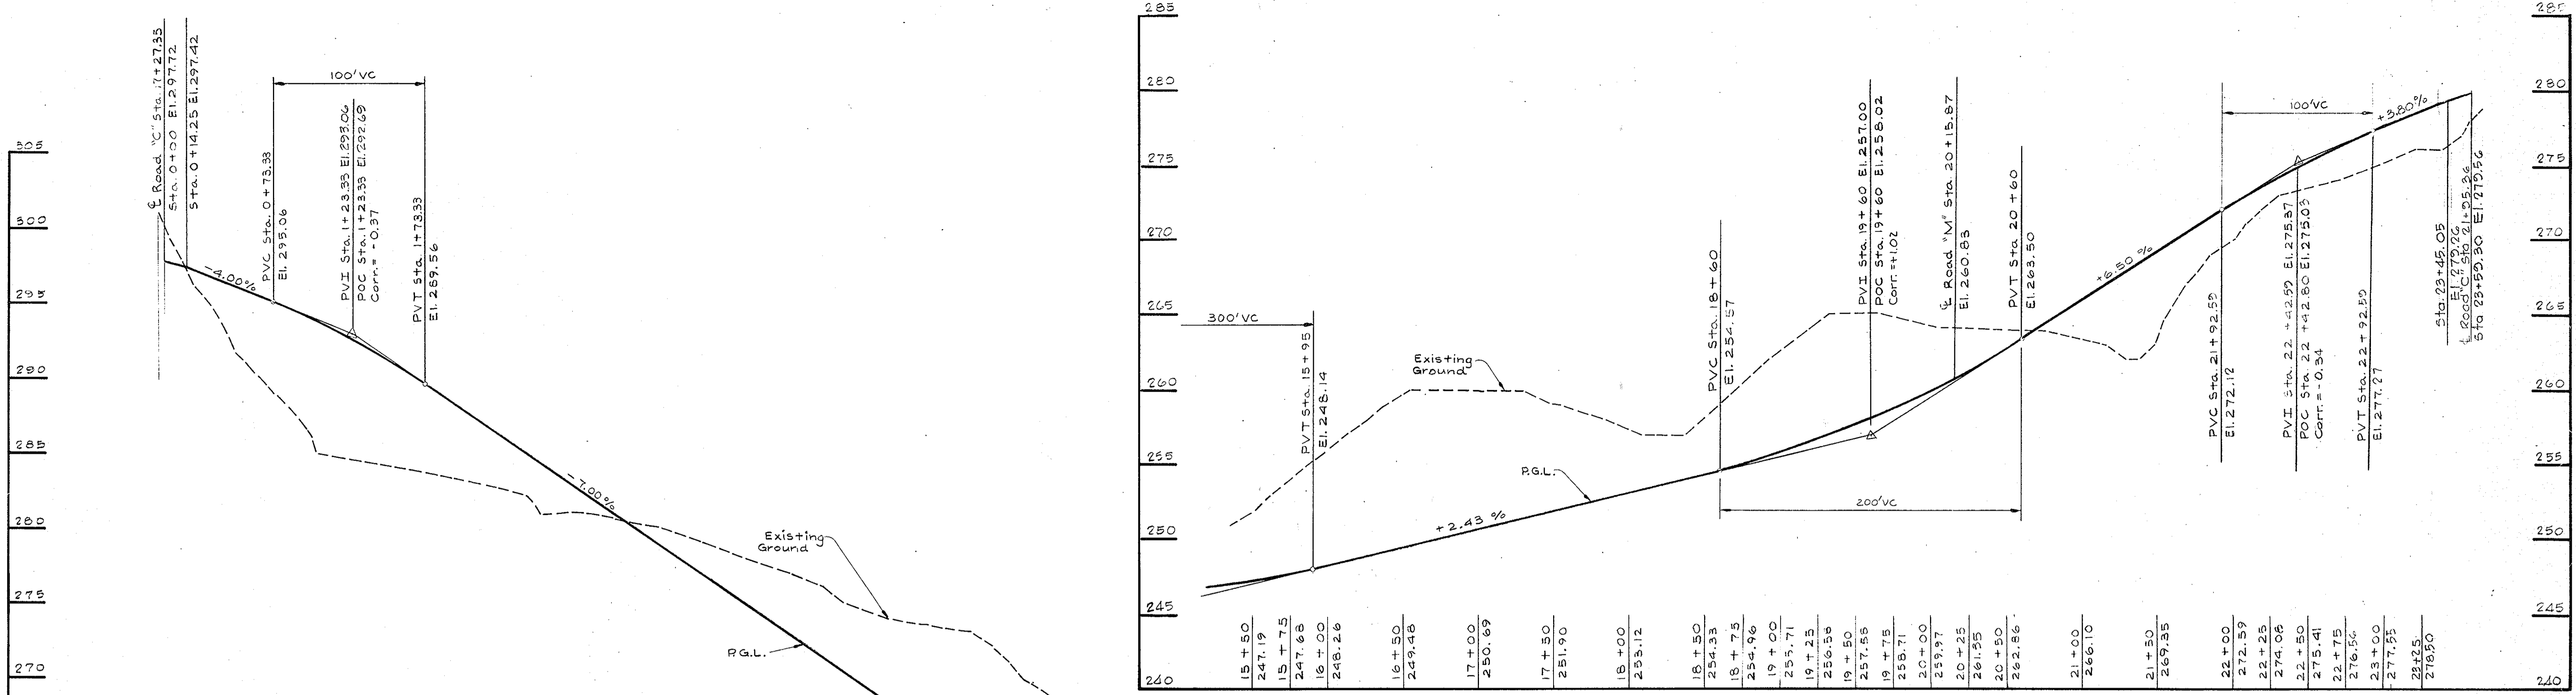 305
300
295
290
285
280
275
270
℄ Road "C" Sta. 17+27.35
Sta. 0+00 El. 297.72
Sta. 0+14.25 El. 297.42
100' VC
PVC Sta. 0+73.33
El. 295.06
PVI Sta. 1+23.33 El. 293.06
POC Sta. 1+23.33 El. 292.69
Corr. = -0.37
PVT Sta. 1+73.33
El. 289.56
-4.00%
-7.00%
Existing
Ground
P.G.L.
285
280
275
270
265
260
255
250
245
240
300' VC
PVT Sta. 15+95
El. 248.14
Existing
Ground
P.G.L.
+2.43 %
PVC Sta. 18+60
El. 254.57
PVI Sta. 19+60 El. 257.00
POC Sta. 19+60 El. 258.02
Corr. = +1.02
℄ Road "M" Sta. 20+15.87
El. 260.83
PVT Sta. 20+60
El. 263.50
200' VC
+6.50 %
100' VC
+3.80%
PVC Sta. 21+92.59
El. 272.12
PVI Sta. 22+42.59 El. 275.37
POC Sta. 22+42.80 El. 275.03
Corr. = -0.34
PVT Sta. 22+92.59
El. 277.27
Sta. 23+45.05
El. 279.26
℄ Road "C" Sta. 21+95.36
Sta 23+59.30 El. 279.56
15+50
247.19
15+75
247.68
16+00
248.26
16+50
249.48
17+00
250.69
17+50
251.90
18+00
253.12
18+50
254.33
18+75
254.96
19+00
255.71
19+25
256.58
19+50
257.58
19+75
258.71
20+00
259.97
20+25
261.35
20+50
262.86
21+00
266.10
21+50
269.35
22+00
272.59
22+25
274.08
22+50
275.41
22+75
276.56
23+00
277.55
23+25
278.50
285
280
275
270
265
260
255
250
245
240